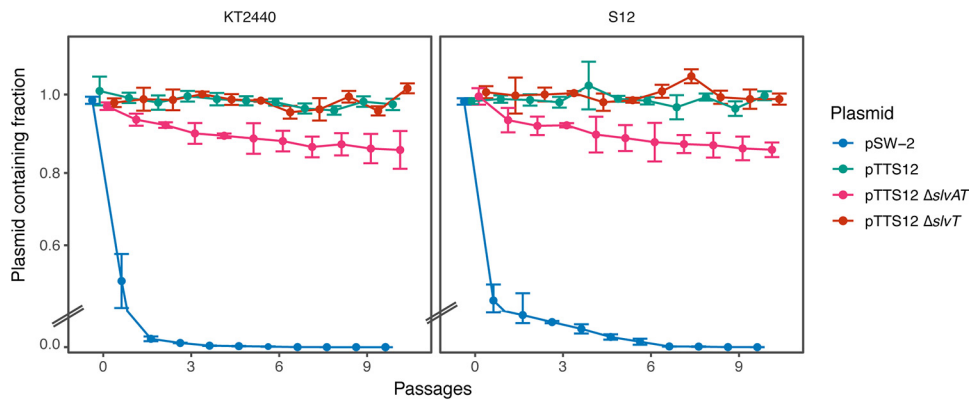 KT2440
S12
Plasmid containing fraction
1.0
0.8
0.6
0.0
0 3 6 9
0 3 6 9
Passages
Plasmid
pSW−2
pTTS12
pTTS12 ΔslvAT
pTTS12 ΔslvT